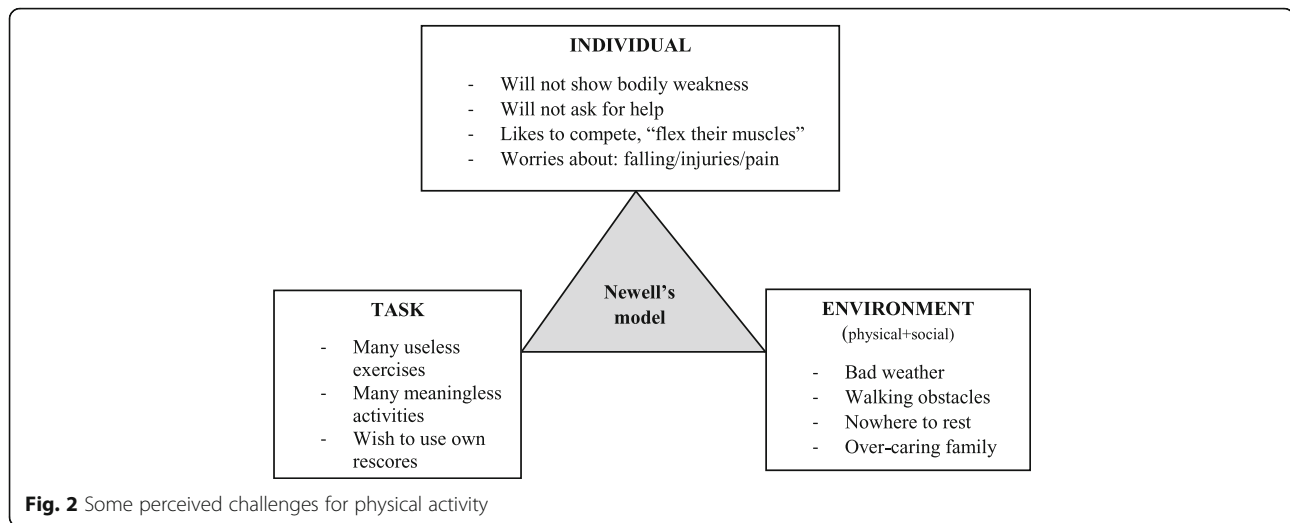 INDIVIDUAL
- Will not show bodily weakness
- Will not ask for help
- Likes to compete, “flex their muscles”
- Worries about: falling/injuries/pain
Newell’s
model
TASK
- Many useless
exercises
- Many meaningless
activities
- Wish to use own
rescores
ENVIRONMENT
(physical+social)
- Bad weather
- Walking obstacles
- Nowhere to rest
- Over-caring family
Fig. 2 Some perceived challenges for physical activity